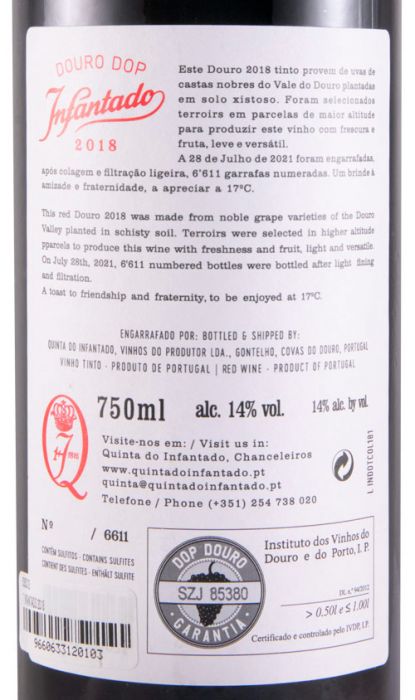 DOURO DOP
Infantado
2018
Este Douro 2018 tinto provem de uvas de
castas nobres do Vale do Douro plantadas
em solo xistoso. Foram selecionados
terroirs em parcelas de maior altitude
para produzir este vinho com frescura e
fruta, leve e versátil.
A 28 de Julho de 2021 foram engarrafadas,
após colagem e filtração ligeira, 6'611 garrafas numeradas. Um brinde à
amizade e fraternidade, a apreciar a 17ºC.
This red Douro 2018 was made from noble grape varieties of the Douro
Valley planted in schisty soil. Terroirs were selected in higher altitude
pparcels to produce this wine with freshness and fruit, light and versatile.
On July 28th, 2021, 6'611 numbered bottles were bottled after light fining
and filtration.
A toast to friendship and fraternity, to be enjoyed at 17ºC.
ENGARRAFADO POR: BOTTLED & SHIPPED BY:
QUINTA DO INFANTADO, VINHOS DO PRODUTOR LDA., GONTELHO, COVAS DO DOURO, PORTUGAL
VINHO TINTO - PRODUTO DE PORTUGAL | RED WINE - PRODUCT OF PORTUGAL
750ml alc. 14% vol. 14% alc. by vol.
Visite-nos em: / Visit us in:
Quinta do Infantado, Chanceleiros
www.quintadoinfantado.pt
quinta@quintadoinfantado.pt
Telefone / Phone (+351) 254 738 020
L INDOTCOL181
Nº / 6611
CONTÉM SULFITOS - CONTAINS SULFITES
CONTIENT DES SULFITES - ENTHÄLT SULFITE
9660633120103
DOP DOURO
SZJ 85380
GARANTIA
Instituto dos Vinhos do
Douro e do Porto, I. P.
DL n.º 94/2012
> 0.50l e ≤ 1.00l
Certificado e controlado pelo IVDP, I.P.